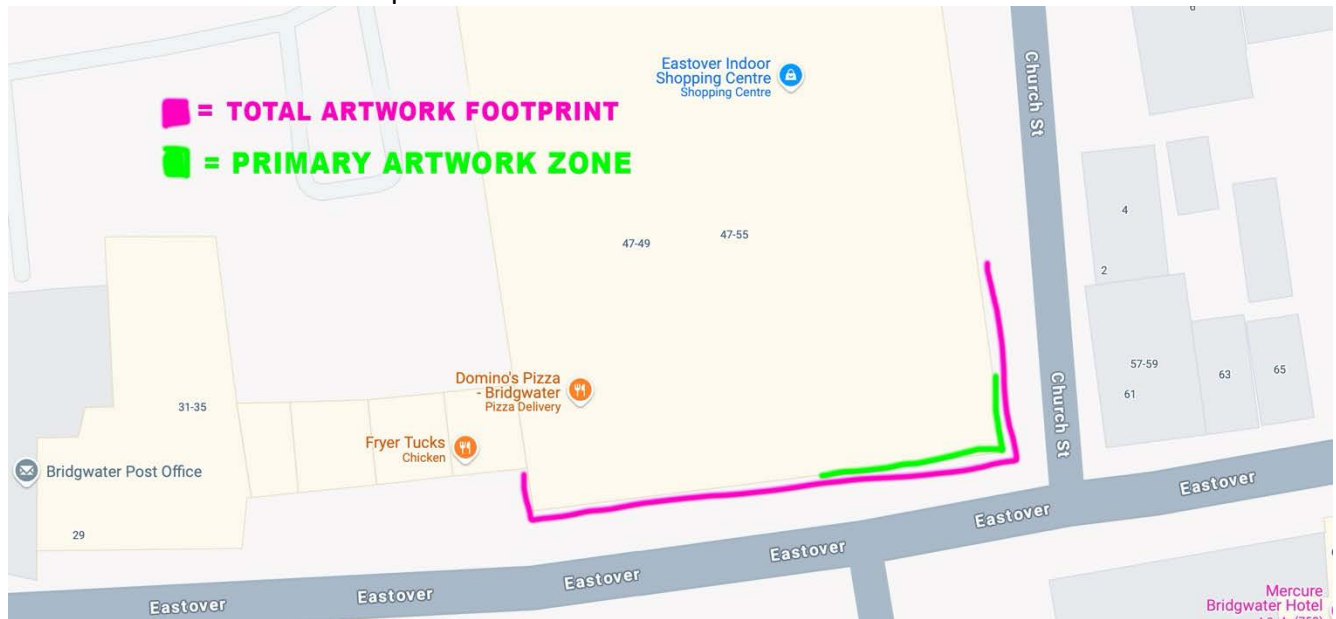 6
Eastover Indoor
Shopping Centre
Shopping Centre
Church St
= TOTAL ARTWORK FOOTPRINT
= PRIMARY ARTWORK ZONE
47-49
47-55
4
2
Domino's Pizza
- Bridgwater
Pizza Delivery
31-35
Fryer Tucks
Chicken
57-59
61
63
65
Church St
Bridgwater Post Office
29
Eastover
Eastover
Eastover
Eastover
Eastover
Eastover
Mercure
Bridgwater Hotel